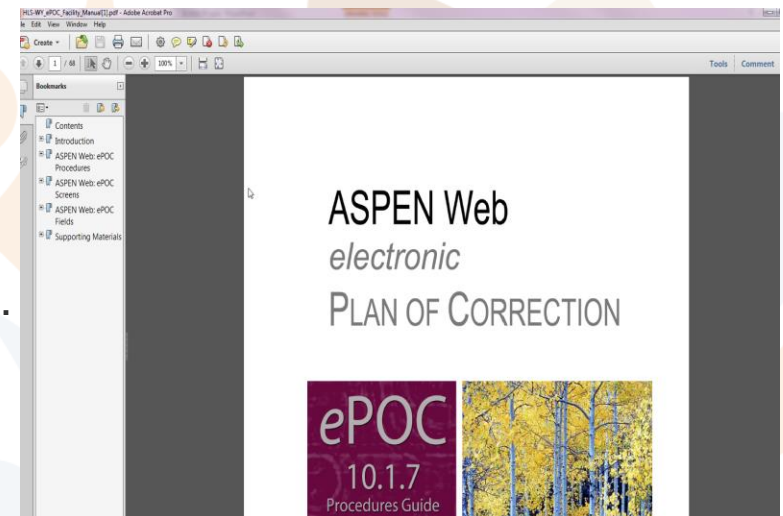 HLS-WY_ePOC_Facility_Manual[1].pdf - Adobe Acrobat Pro
Edit View Window Help
Create
1 / 68
100%
Tools
Comment
Bookmarks
Contents
Introduction
ASPEN Web: ePOC
Procedures
ASPEN Web: ePOC
Screens
ASPEN Web: ePOC
Fields
Supporting Materials
.
ASPEN Web
electronic
PLAN OF CORRECTION
ePOC
10.1.7
Procedures Guide